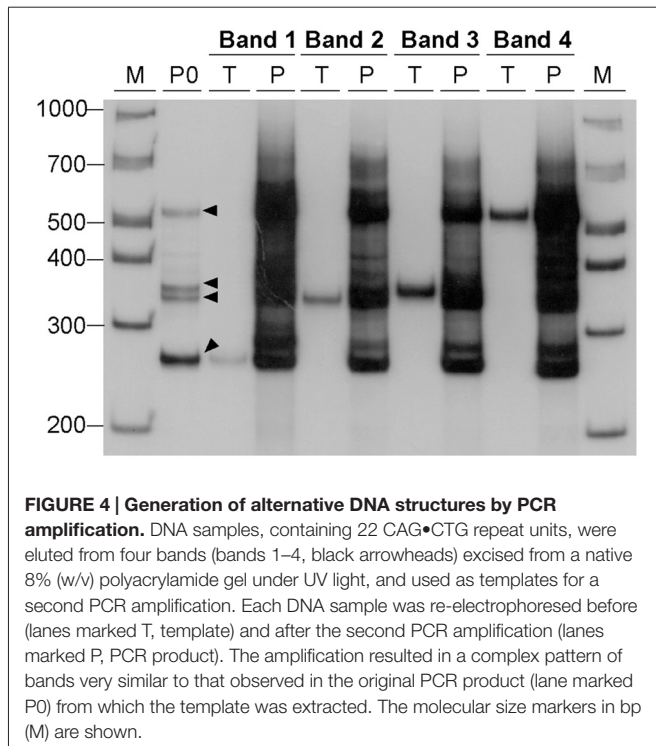 Band 1 Band 2 Band 3 Band 4
M P0 T P T P T P T P M
1000
700
500
400
300
200
FIGURE 4 | Generation of alternative DNA structures by PCR
amplification. DNA samples, containing 22 CAG•CTG repeat units, were
eluted from four bands (bands 1–4, black arrowheads) excised from a native
8% (w/v) polyacrylamide gel under UV light, and used as templates for a
second PCR amplification. Each DNA sample was re-electrophoresed before
(lanes marked T, template) and after the second PCR amplification (lanes
marked P, PCR product). The amplification resulted in a complex pattern of
bands very similar to that observed in the original PCR product (lane marked
P0) from which the template was extracted. The molecular size markers in bp
(M) are shown.